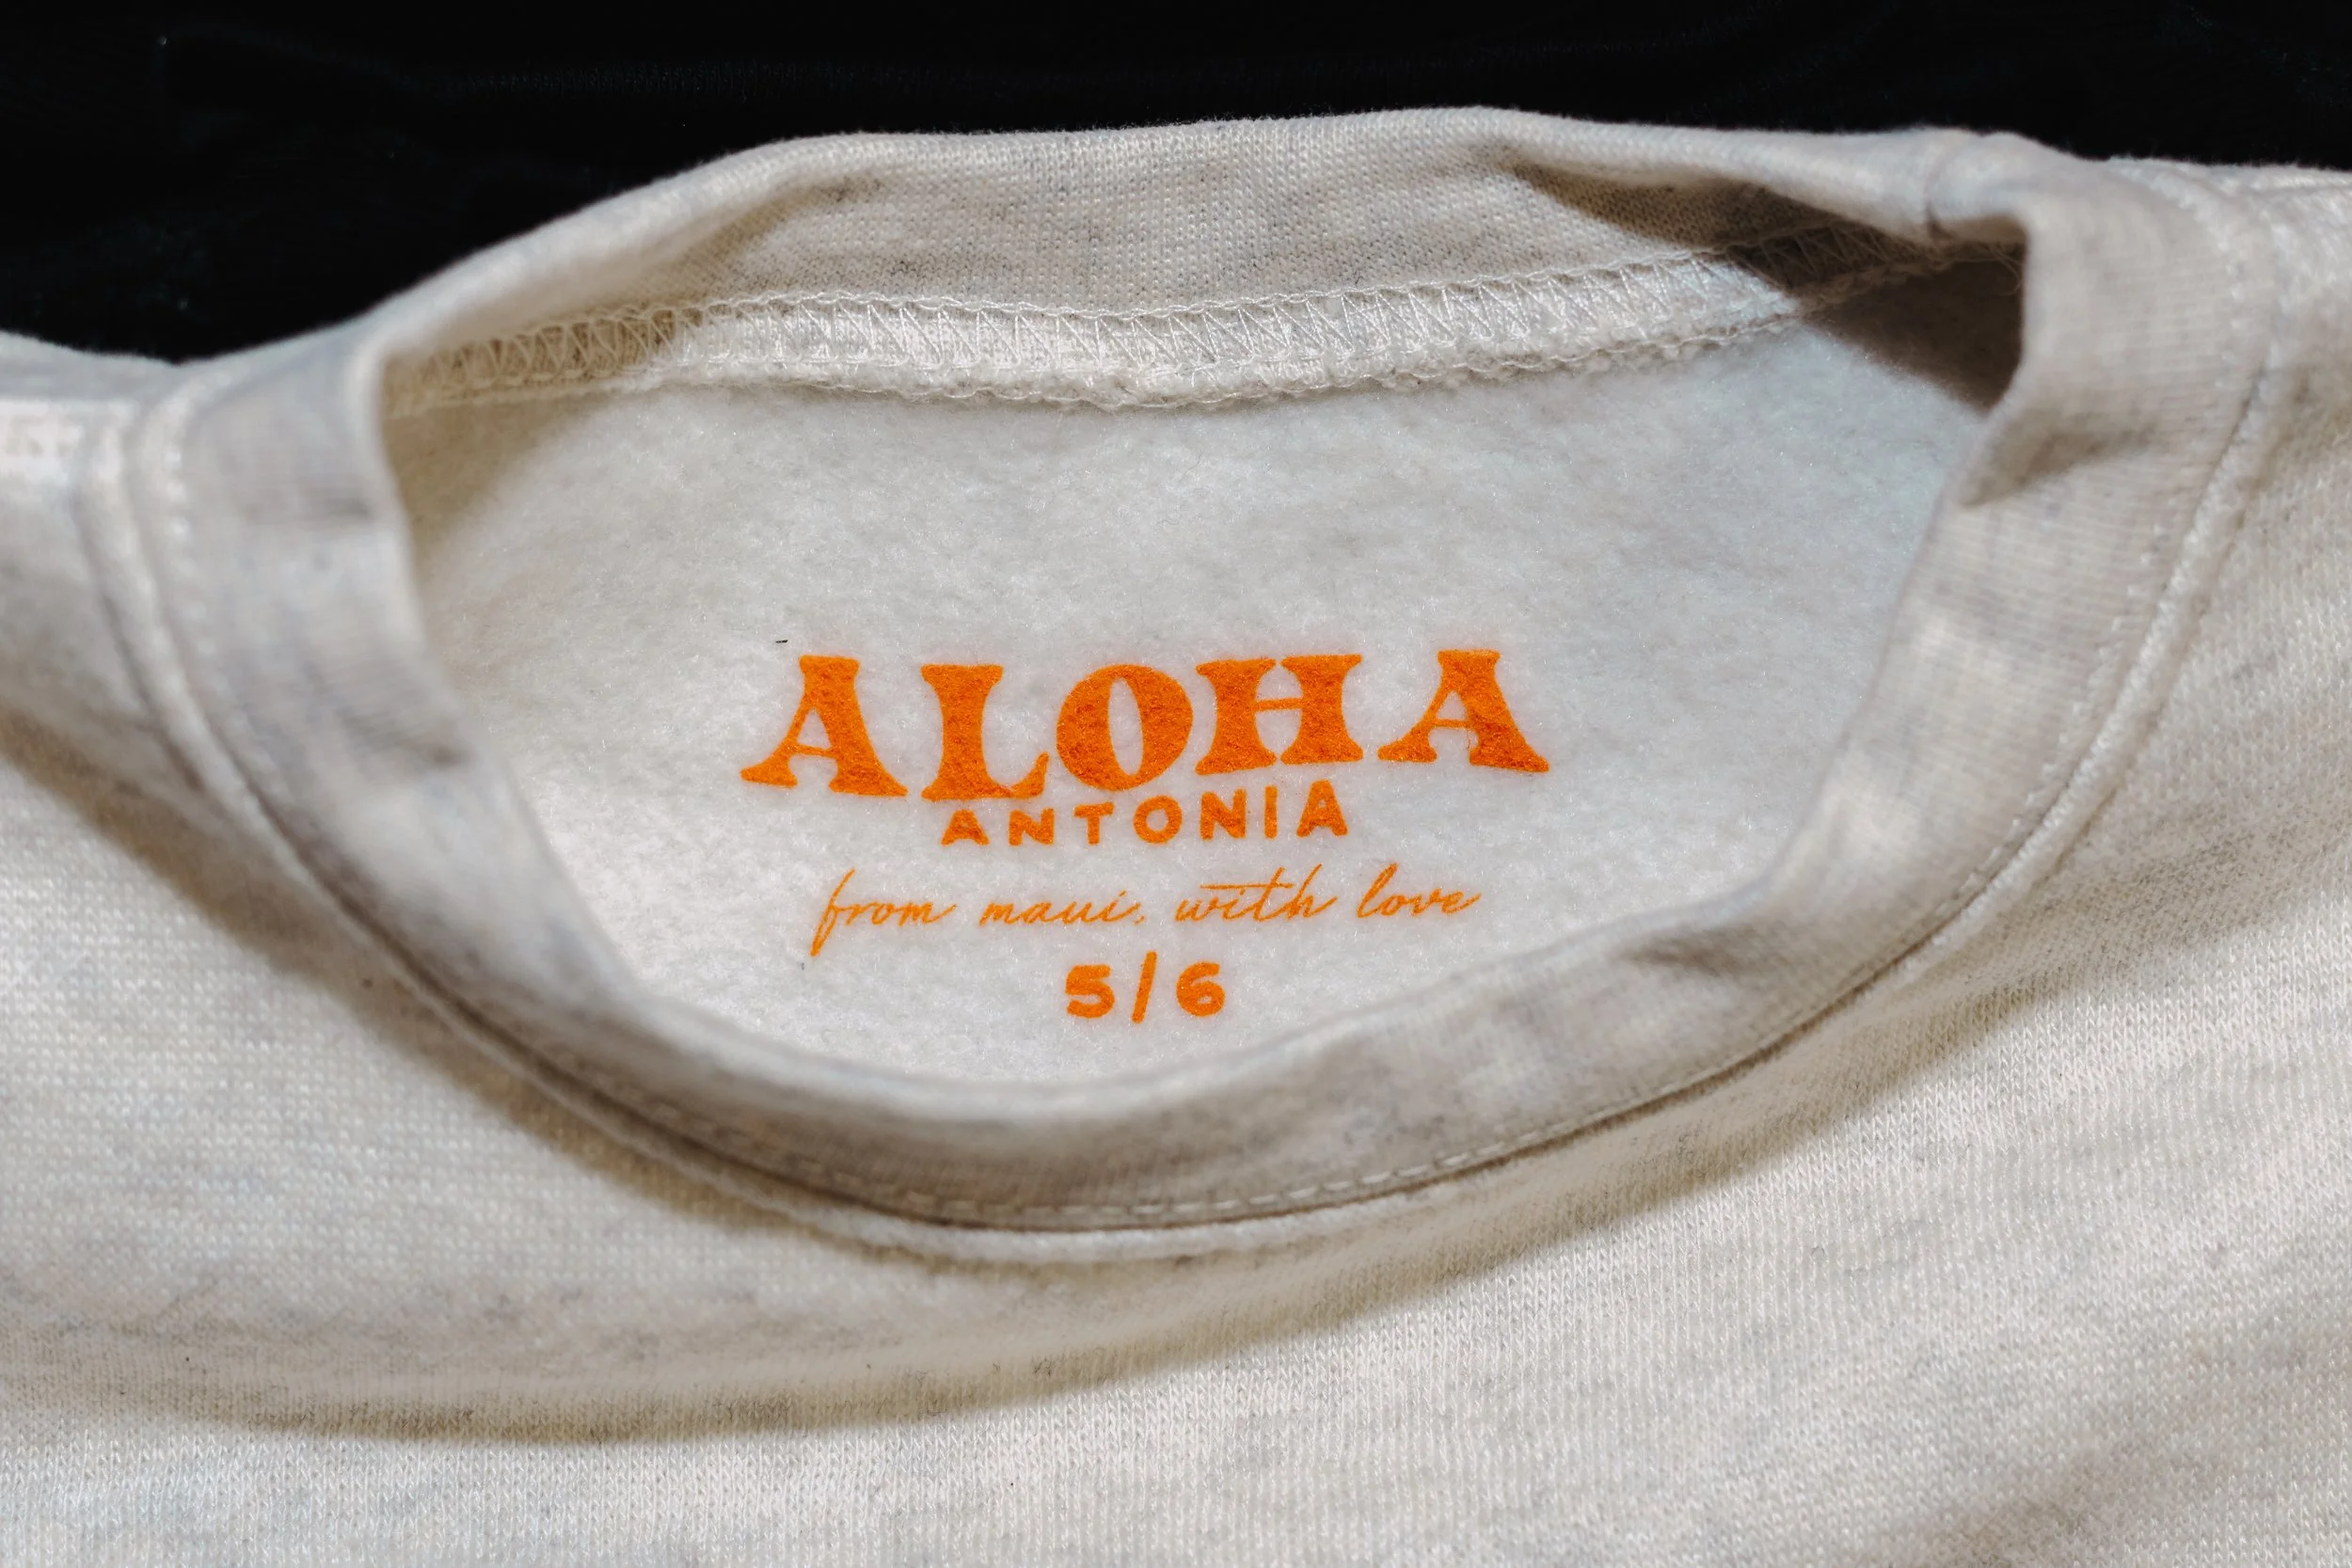 ALOHA
ANTONIA
from maui, with love
5/6